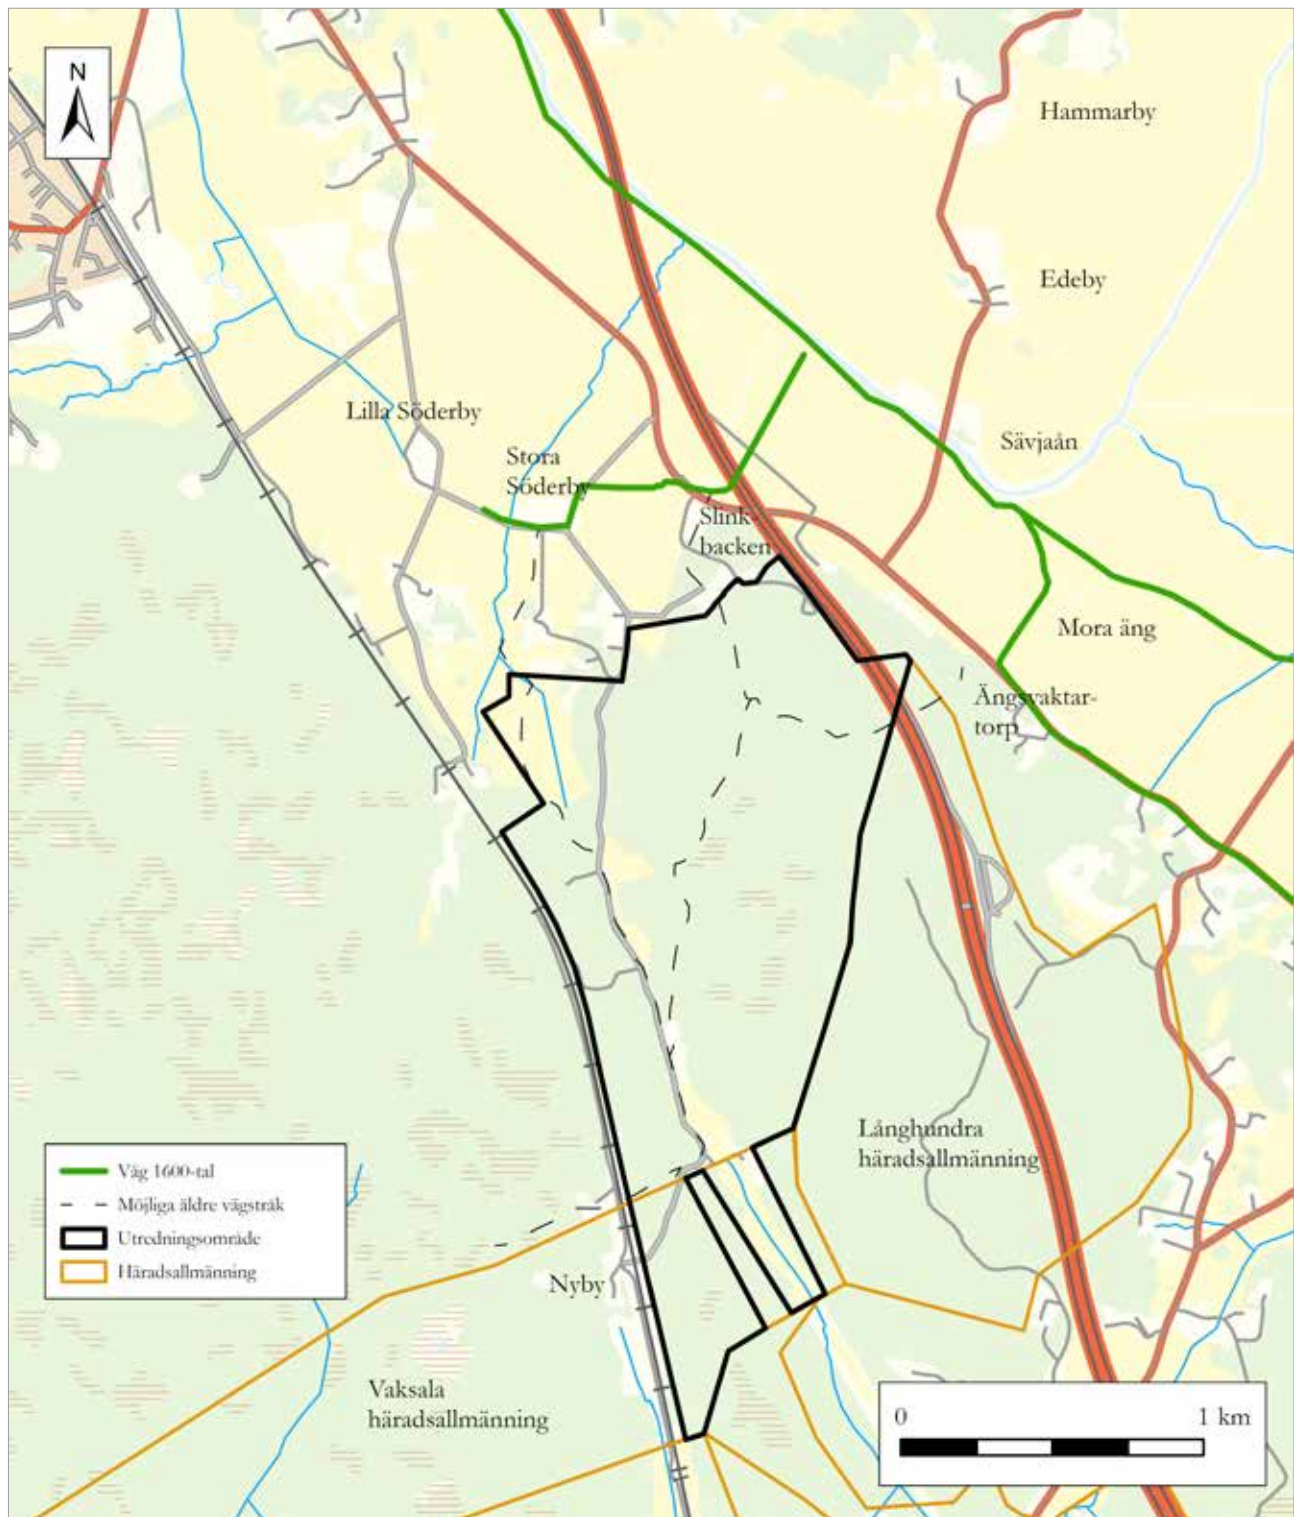 N
Hammarby
Edeby
Lilla Söderby
Sävjaån
Stora
Söderby
Slink-
backen
Mora äng
Ängsvaktar-
torp
Långhundra
häradsallmänning
Väg 1600-tal
Möjliga äldre vägstråk
Utredningsområde
Häradsallmänning
Nyby
Vaksala
häradsallmänning
0 1 km